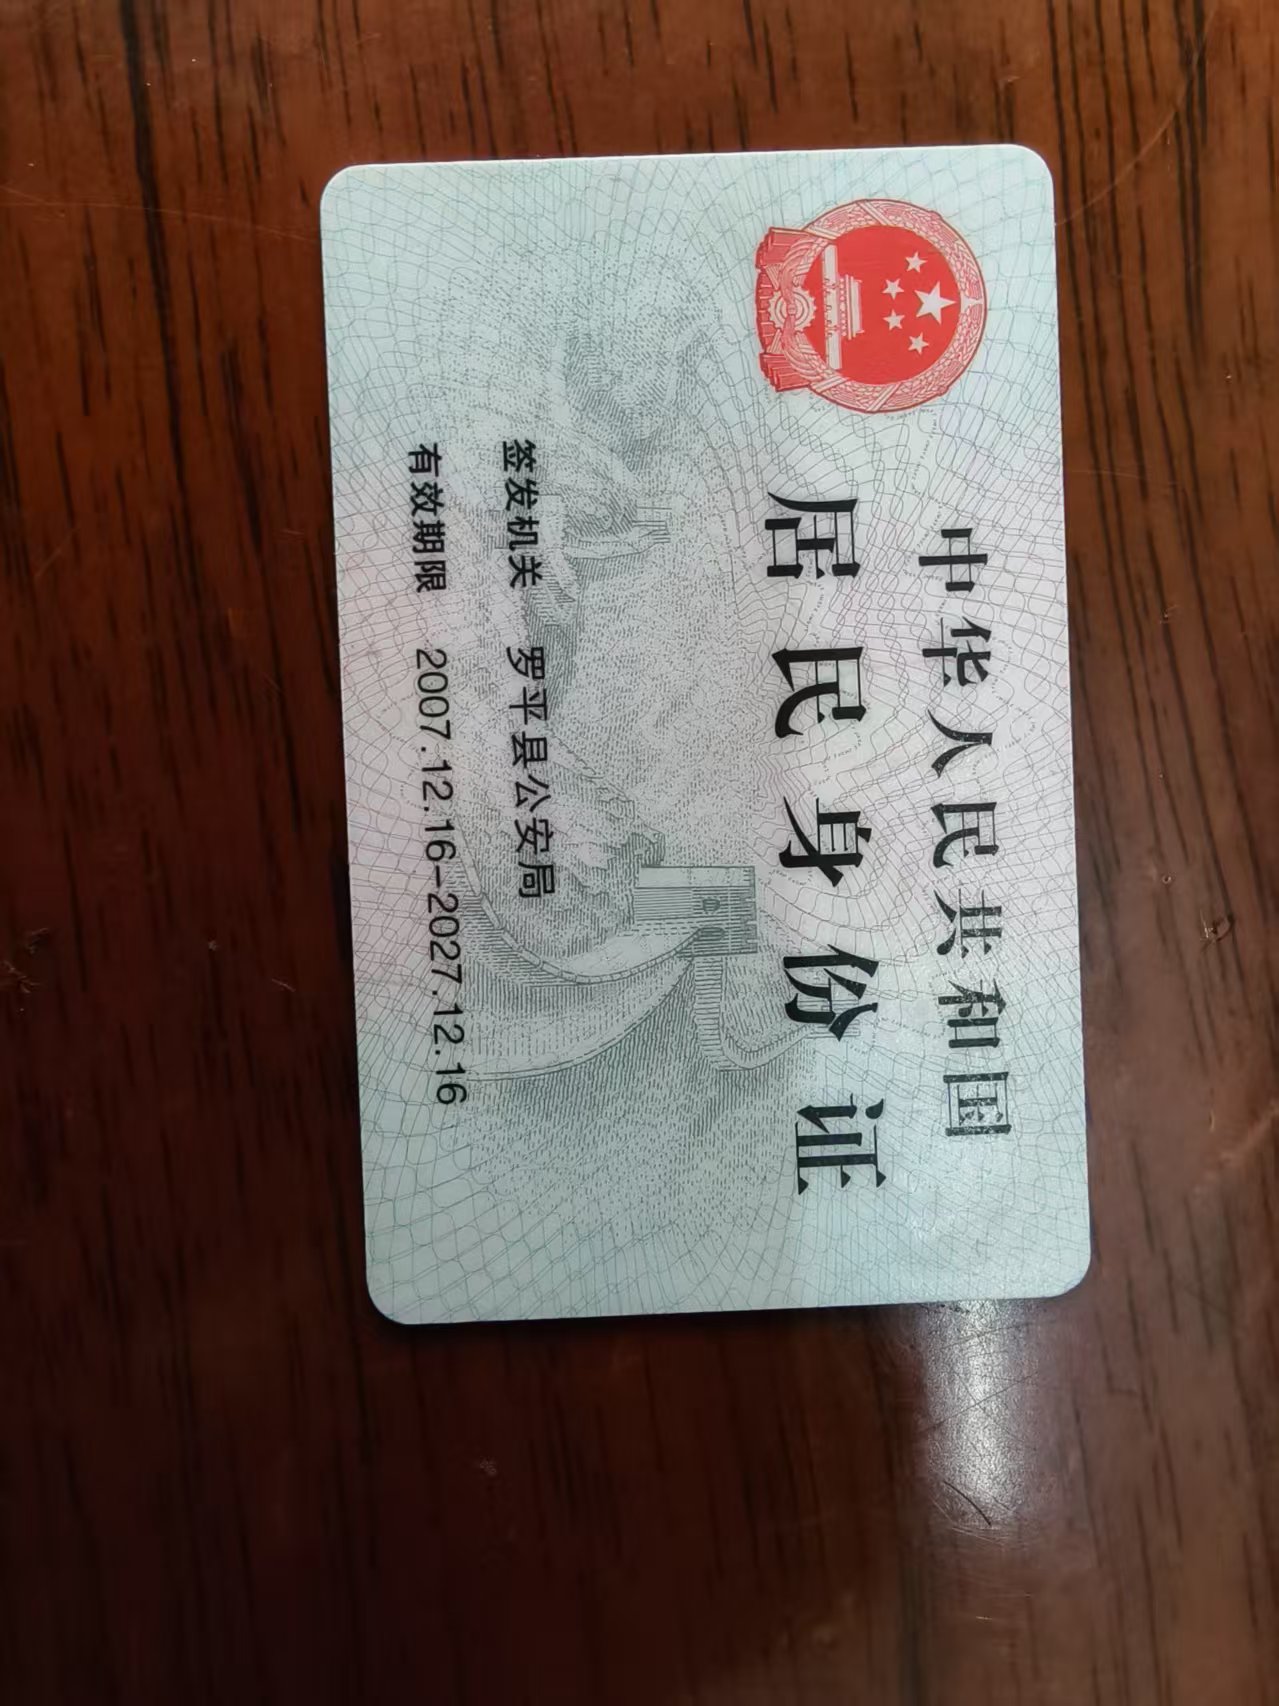 中华人民共和国
居民身份证
签发机关 罗平县公安局
有效期限 2007.12.16-2027.12.16